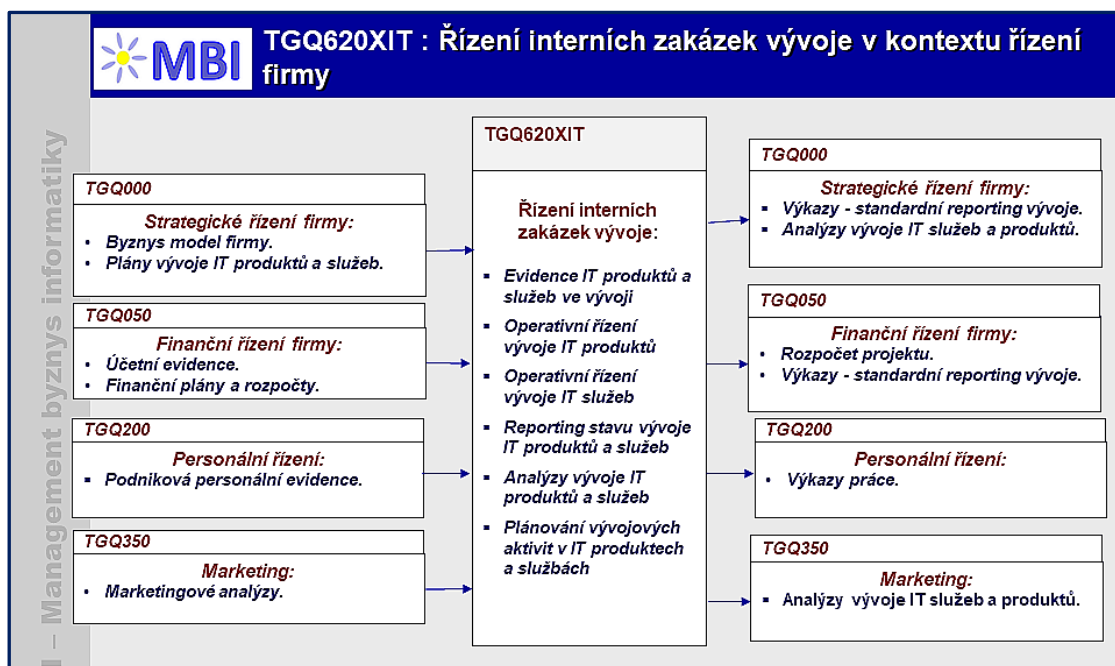 MBI
TGQ620XIT : Řízení interních zakázek vývoje v kontextu řízení
firmy
– Management byznys informatiky
TGQ000
Strategické řízení firmy:
• Byznys model firmy.
• Plány vývoje IT produktů a služeb.
TGQ050
Finanční řízení firmy:
• Účetní evidence.
• Finanční plány a rozpočty.
TGQ200
Personální řízení:
▪ Podniková personální evidence.
TGQ350
Marketing:
• Marketingové analýzy.
TGQ620XIT
Řízení interních
zakázek vývoje:
▪ Evidence IT produktů a
služeb ve vývoji
▪ Operativní řízení
vývoje IT produktů
▪ Operativní řízení
vývoje IT služeb
▪ Reporting stavu vývoje
IT produktů a služeb
▪ Analýzy vývoje IT
produktů a služeb
▪ Plánování vývojových
aktivit v IT produktech
a službách
TGQ000
Strategické řízení firmy:
▪ Výkazy - standardní reporting vývoje.
▪ Analýzy vývoje IT služeb a produktů.
TGQ050
Finanční řízení firmy:
• Rozpočet projektu.
• Výkazy - standardní reporting vývoje.
TGQ200
Personální řízení:
• Výkazy práce.
TGQ350
Marketing:
▪ Analýzy vývoje IT služeb a produktů.